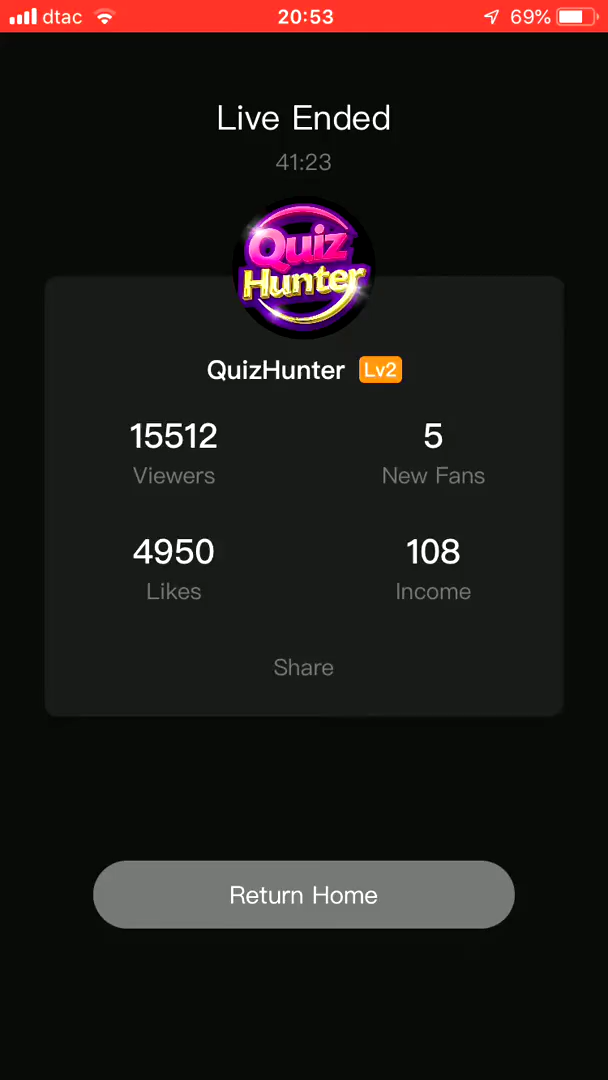 dtac 20:53 69%
Live Ended
41:23
Quiz
Hunter
QuizHunter Lv2
15512 5
Viewers New Fans
4950 108
Likes Income
Share
Return Home